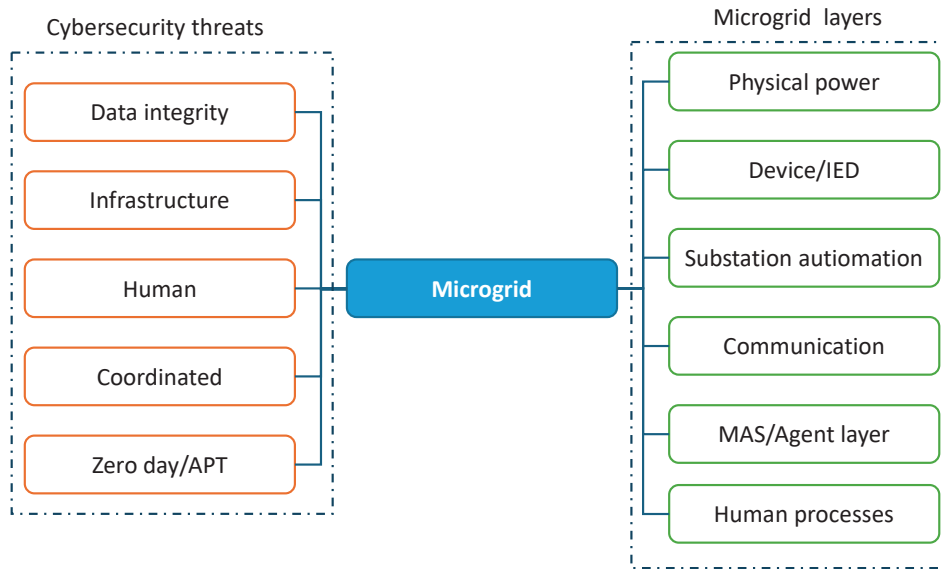 Cybersecurity threats
Data integrity
Infrastructure
Human
Coordinated
Zero day/APT
Microgrid
Microgrid layers
Physical power
Device/IED
Substation autiomation
Communication
MAS/Agent layer
Human processes